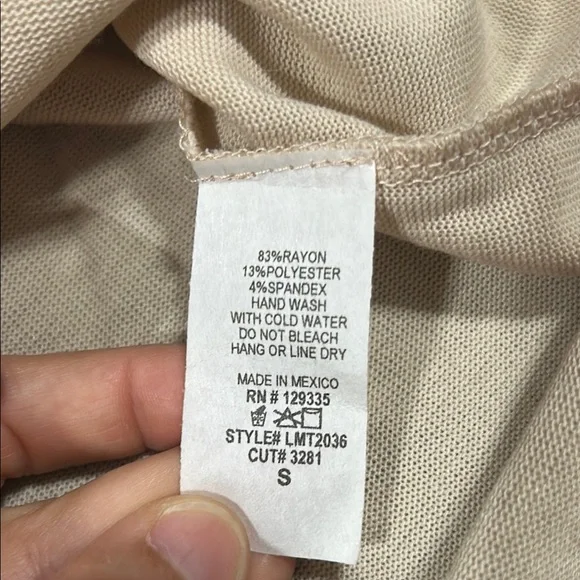 83%RAYON
13%POLYESTER
4%SPANDEX
HAND WASH
WITH COLD WATER
DO NOT BLEACH
HANG OR LINE DRY
MADE IN MEXICO
RN # 129335
STYLE# LMT2036
CUT# 3281
S